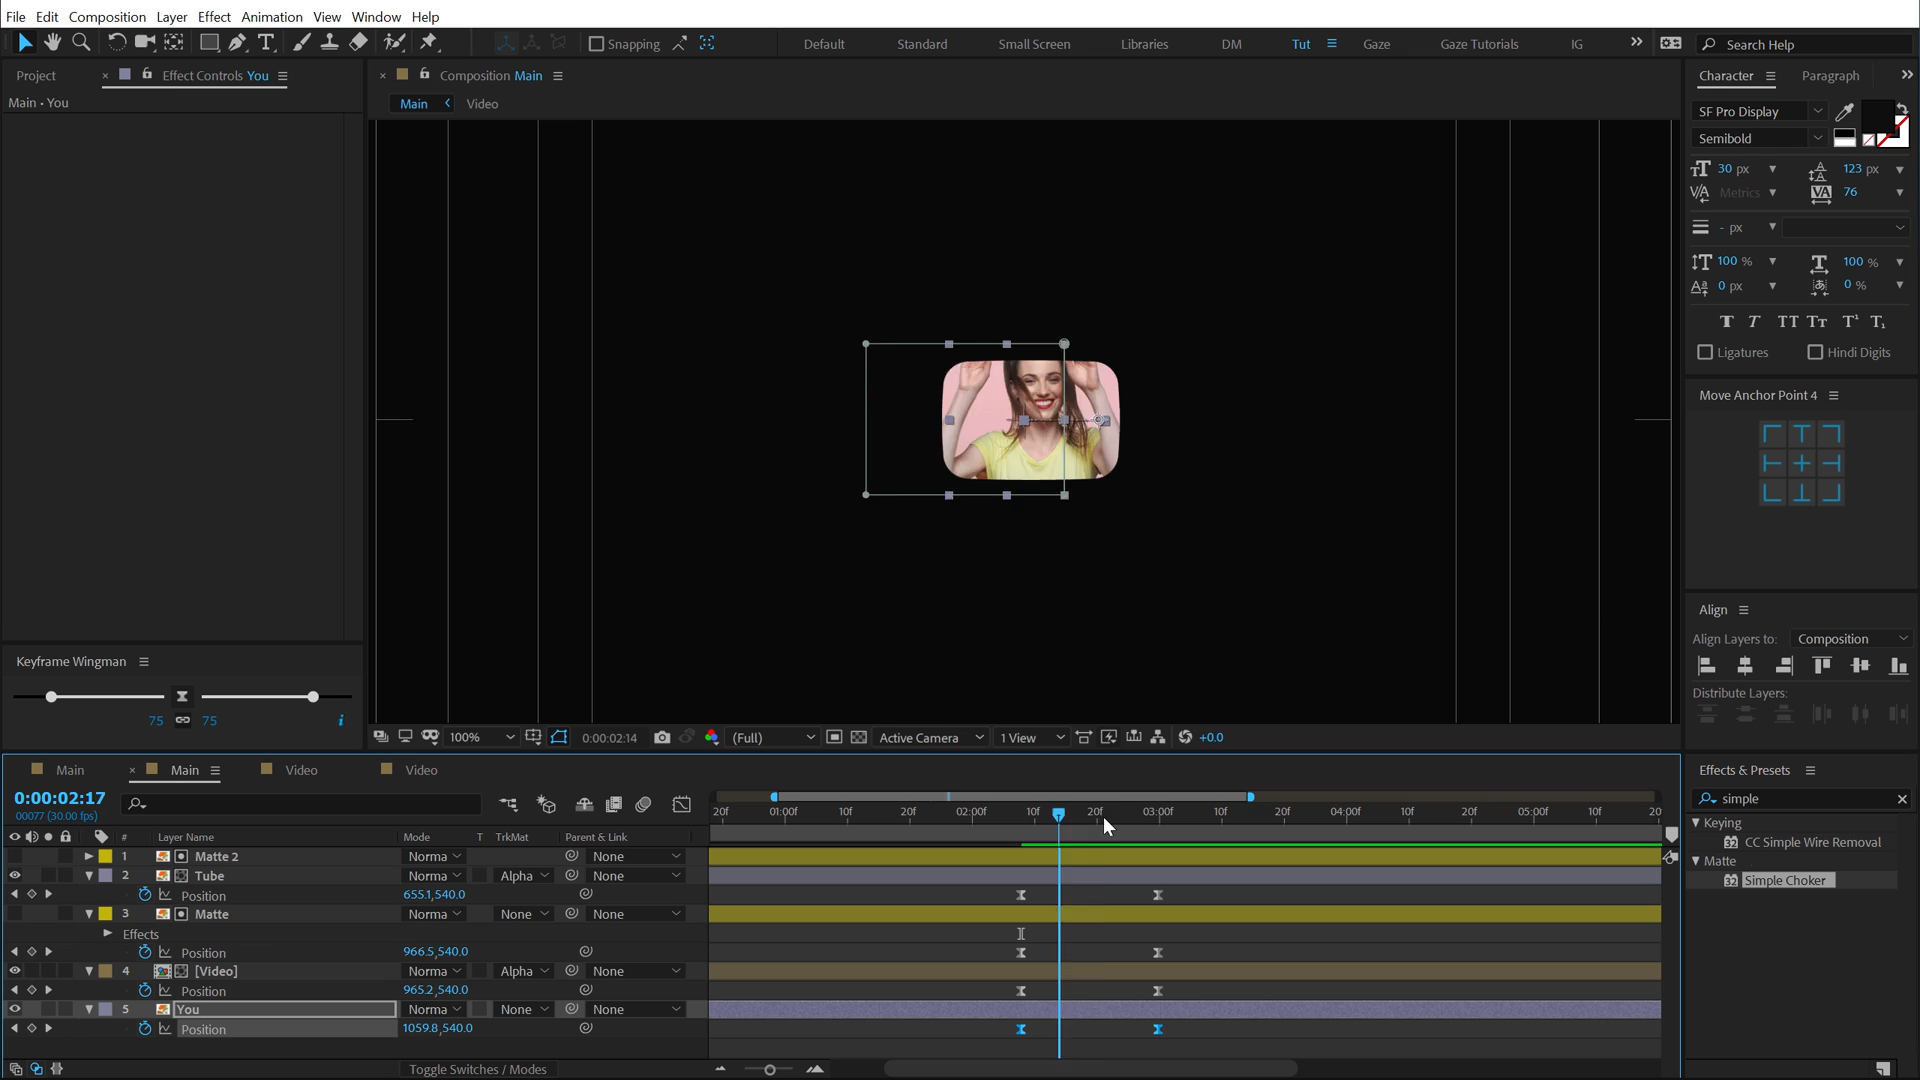 File Edit Composition Layer Effect Animation View Window Help
Snapping Default Standard Small Screen Libraries DM Tut Gaze Gaze Tutorials IG Search Help
Project Effect Controls You
Main • You
Composition Main
Main Video
Character Paragraph
SF Pro Display
Semibold
30 px 123 px
Metrics 76
- px
100 % 100 %
0 px 0 %
Ligatures Hindi Digits
Move Anchor Point 4
Align
Align Layers to: Composition
Distribute Layers:
Keyframe Wingman
75 75
100% 0:00:02:14 (Full) Active Camera 1 View +0.0
Main Main Video Video
0:00:02:17
00077 (30.00 fps)
20f 01:00f 10f 20f 02:00f 10f 20f 03:00f 10f 20f 04:00f 10f 20f 05:00f 10f 20
# Layer Name Mode T TrkMat Parent & Link
1 Matte 2 Norma None
2 Tube Norma Alpha None
Position 655.1,540.0
3 Matte Norma None None
Effects
Position 966.5,540.0
4 [Video] Norma Alpha None
Position 965.2,540.0
5 You Norma None None
Position 1059.8,540.0
Toggle Switches / Modes
Effects & Presets
simple
Keying
32 CC Simple Wire Removal
Matte
32 Simple Choker